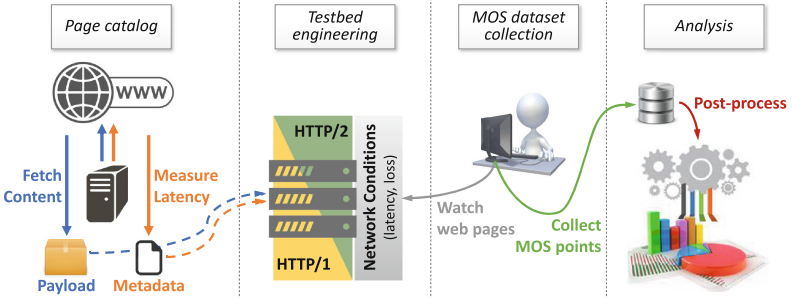 Page catalog
Testbed
engineering
MOS dataset
collection
Analysis
WWW
Fetch
Content
Measure
Latency
Payload
Metadata
HTTP/2
HTTP/1
Network Conditions
(latency, loss)
Watch
web pages
Collect
MOS points
Post-process